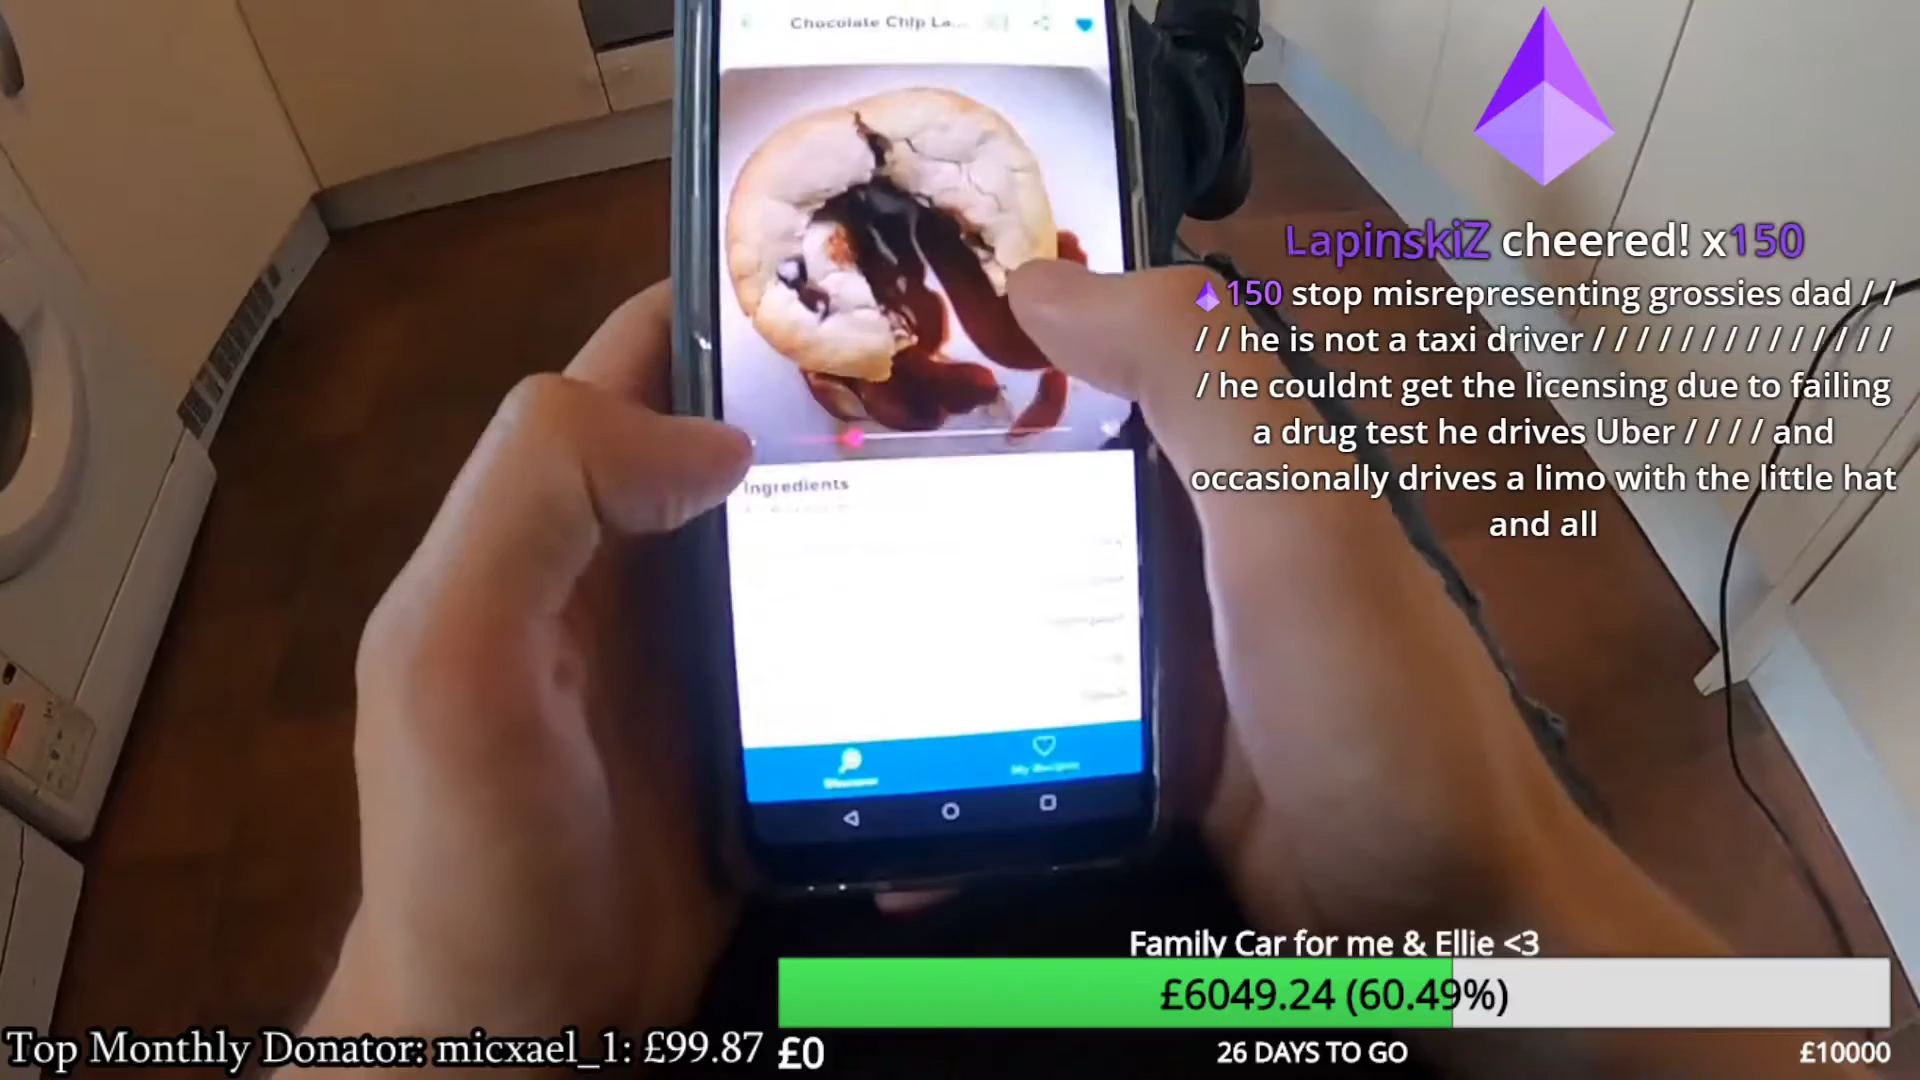 Chocolate Chip La...
LapinskiZ cheered! x150
150 stop misrepresenting grossies dad / /
/ / he is not a taxi driver / / / / / / / / / / / / / /
/ he couldnt get the licensing due to failing
a drug test he drives Uber / / / / and
occasionally drives a limo with the little hat
and all
Ingredients
Discover
My Recipes
Family Car for me & Ellie <3
£6049.24 (60.49%)
Top Monthly Donator: micxael_1: £99.87
£0
26 DAYS TO GO
£10000